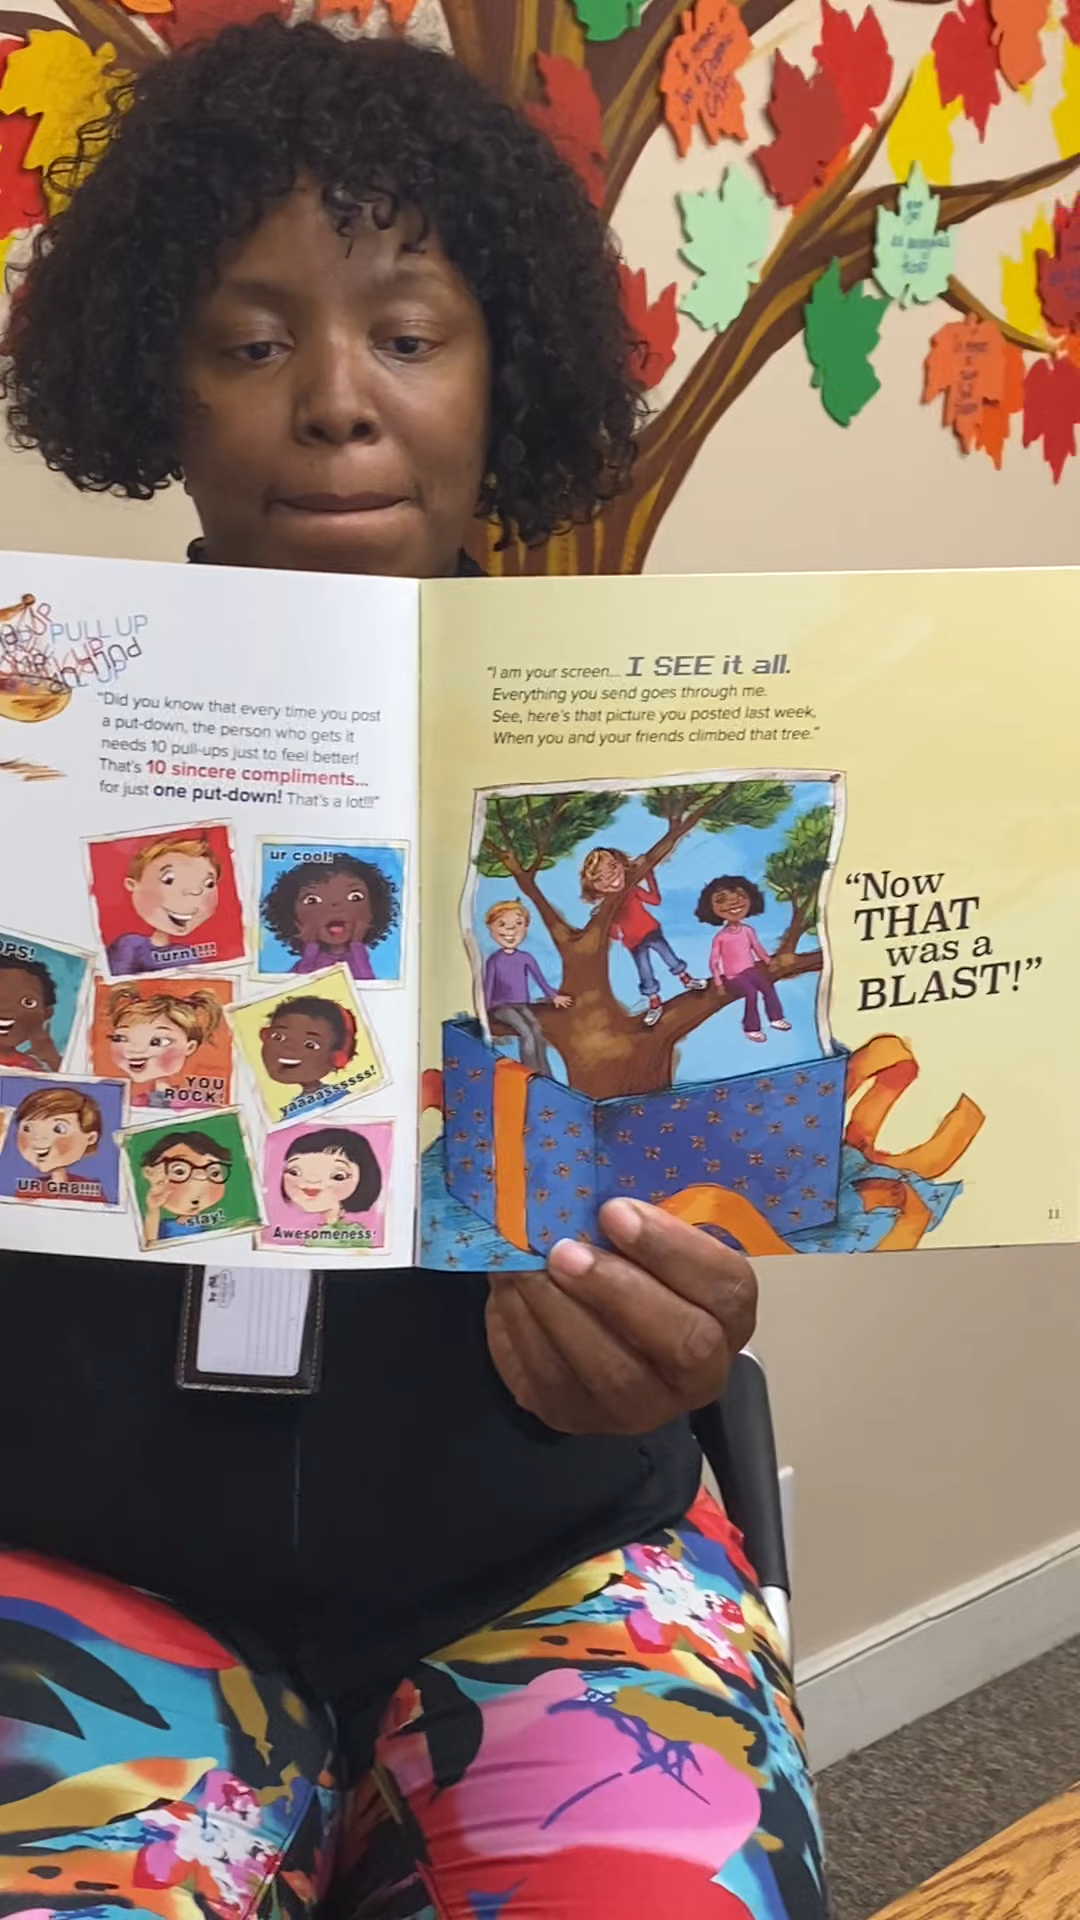 PULL UP
"Did you know that every time you post
a put-down, the person who gets it
needs 10 pull-ups just to feel better!
That's 10 sincere compliments...
for just one put-down! That's a lot!!!"
turnt!!!
ur cool!
OPS!
YOU
ROCK!
yaaaassssss!
UR GR8!!!!
slay!
Awesomeness!
"I am your screen... I SEE it all.
Everything you send goes through me.
See, here's that picture you posted last week,
When you and your friends climbed that tree."
"Now
THAT
was a
BLAST!"
11